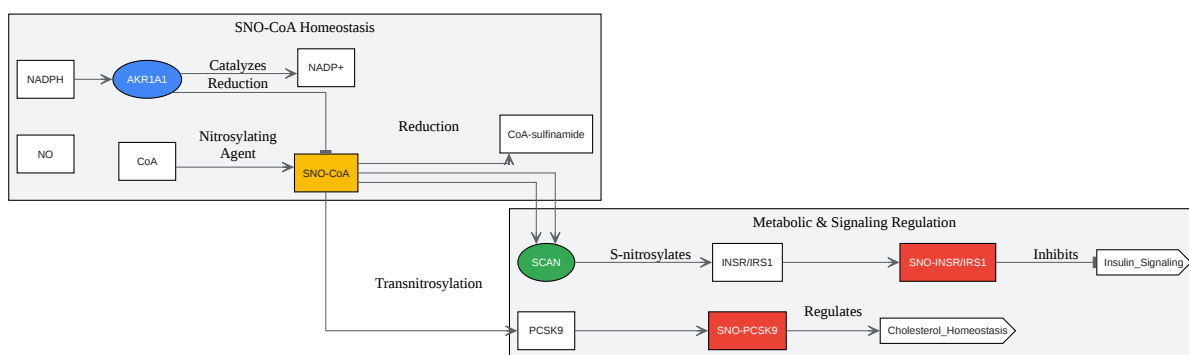 SNO-CoA Homeostasis
NADPH
AKR1A1
Catalyzes
Reduction
NADP+
NO
CoA
Nitrosylating
Agent
SNO-CoA
Reduction
CoA-sulfinamide
Metabolic & Signaling Regulation
SCAN
S-nitrosylates
INSR/IRS1
SNO-INSR/IRS1
Inhibits
Insulin_Signaling
Transnitrosylation
PCSK9
SNO-PCSK9
Regulates
Cholesterol_Homeostasis